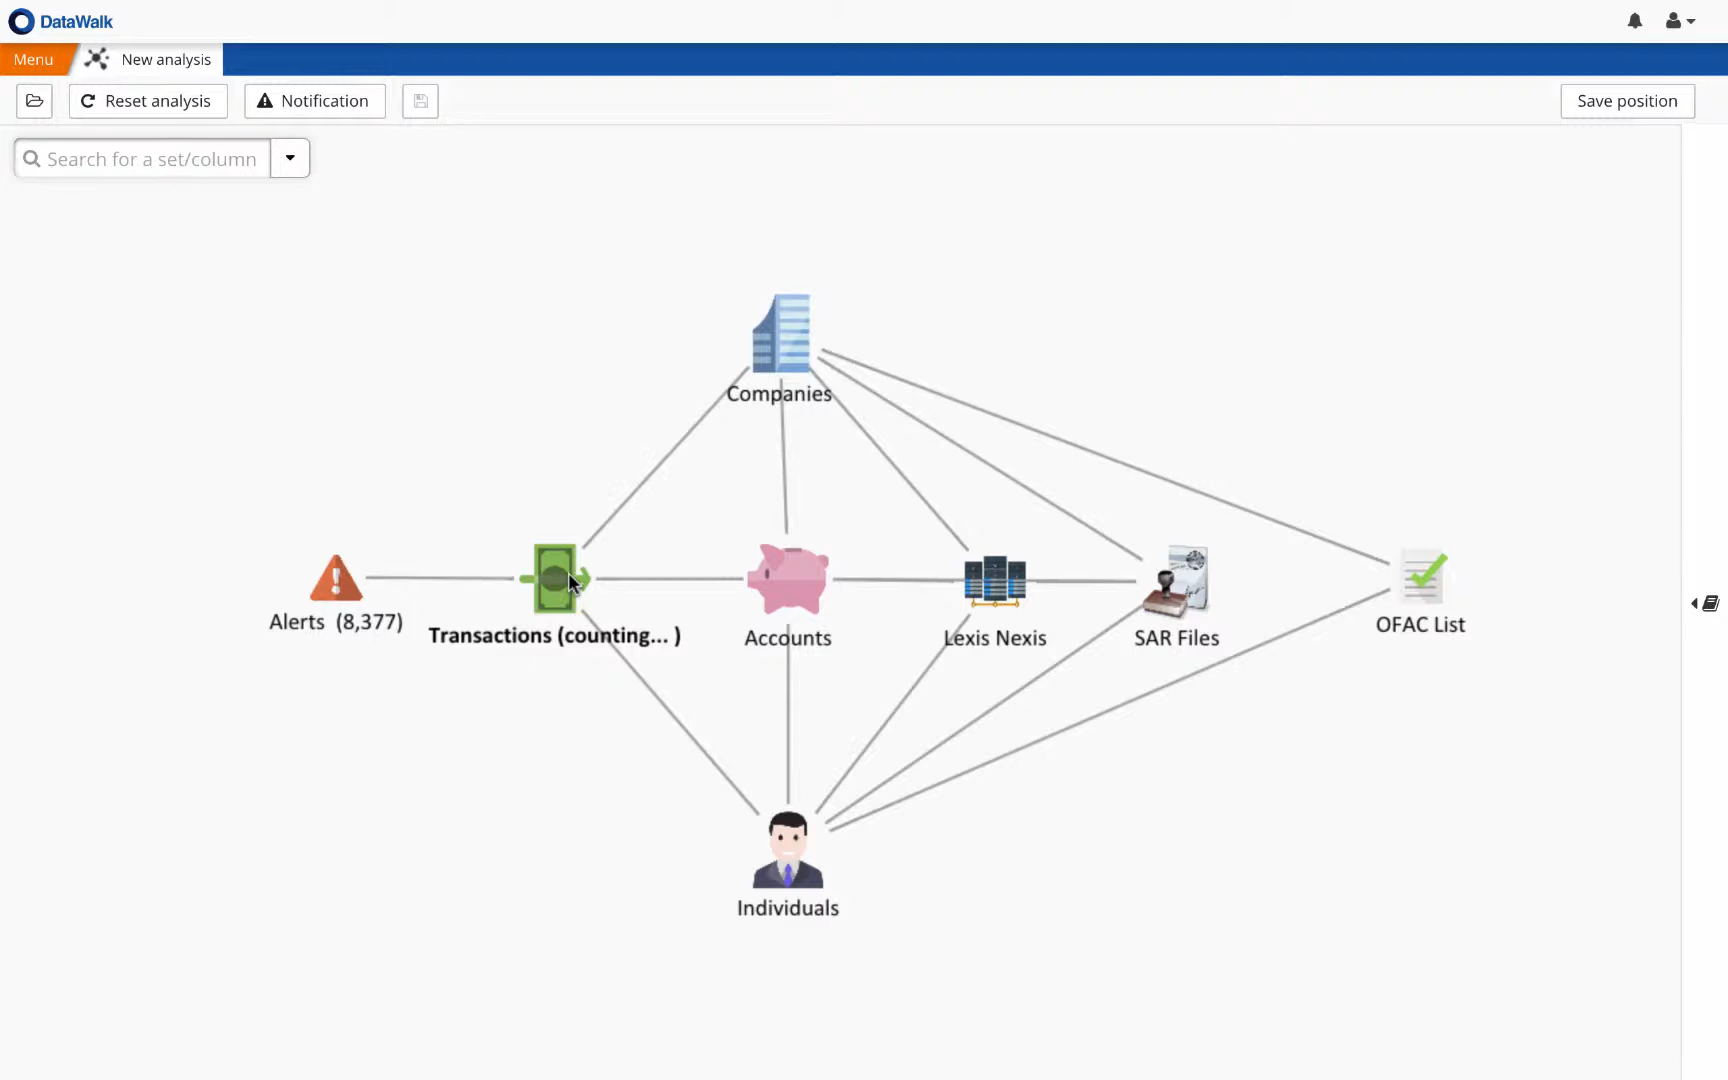 DataWalk
Menu
New analysis
Reset analysis
Notification
Save position
Search for a set/column
Companies
Alerts (8,377)
Transactions (counting... )
Accounts
Lexis Nexis
SAR Files
OFAC List
Individuals